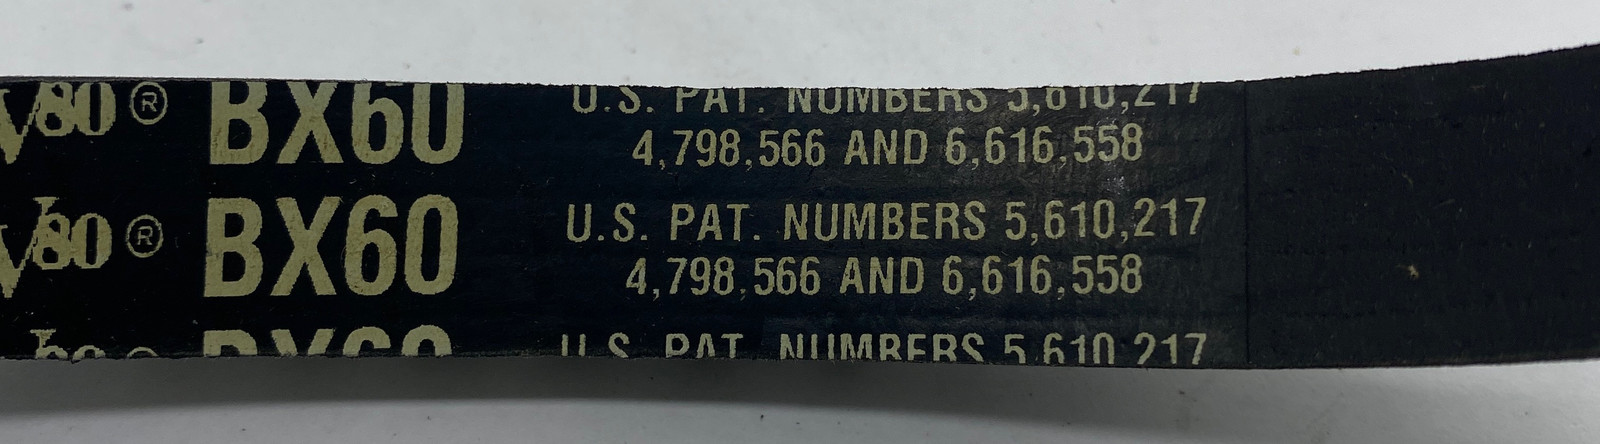 V80® BX60 U.S. PAT. NUMBERS 5,610,217
4,798,566 AND 6,616,558
V80® BX60 U.S. PAT. NUMBERS 5,610,217
4,798,566 AND 6,616,558
BX60 U.S. PAT. NUMBERS 5,610,217